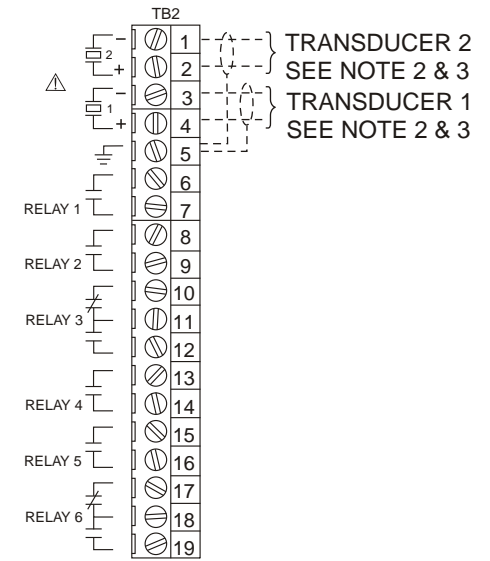 TB2
2 − 1 TRANSDUCER 2
+ 2 SEE NOTE 2 & 3
1 − 3 TRANSDUCER 1
+ 4 SEE NOTE 2 & 3
5
6
RELAY 1 7
8
RELAY 2 9
10
RELAY 3 11
12
13
RELAY 4 14
15
RELAY 5 16
17
RELAY 6 18
19